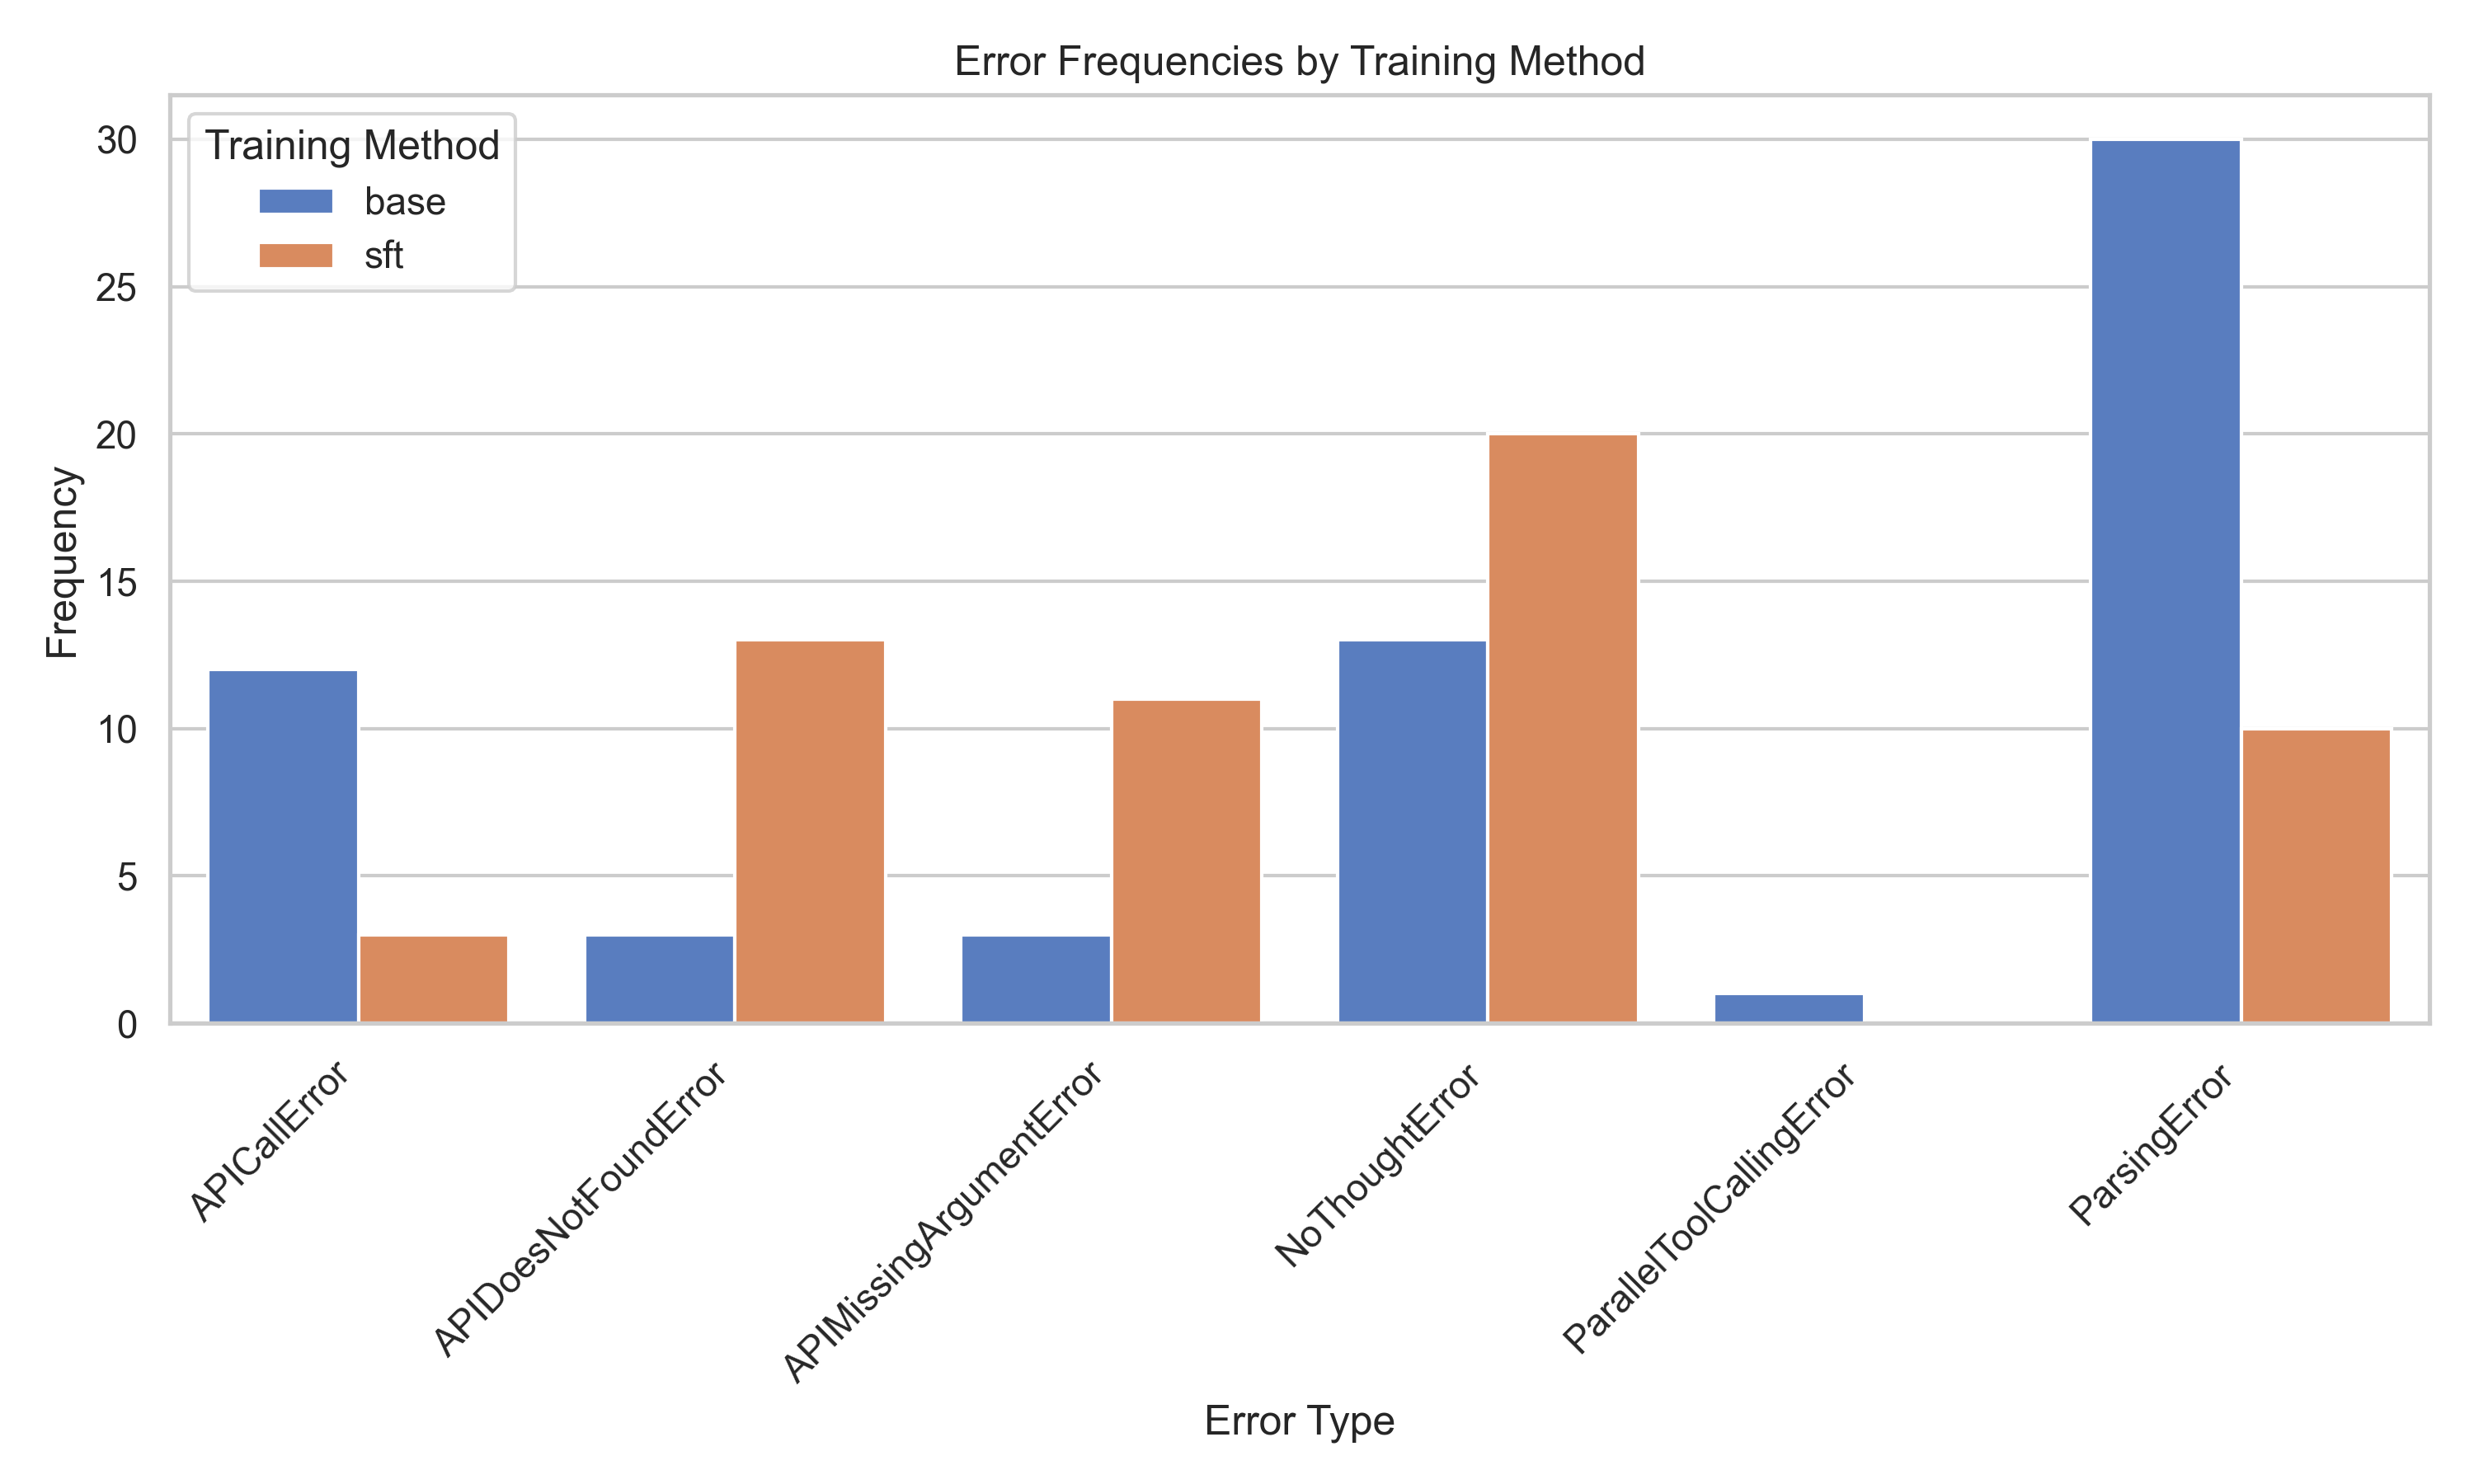 Error Frequencies by Training Method
Training Method
base
sft
Frequency
30
25
20
15
10
5
0
APICallError
APIDoesNotFoundError
APIMissingArgumentError
NoThoughtError
ParallelToolCallingError
ParsingError
Error Type